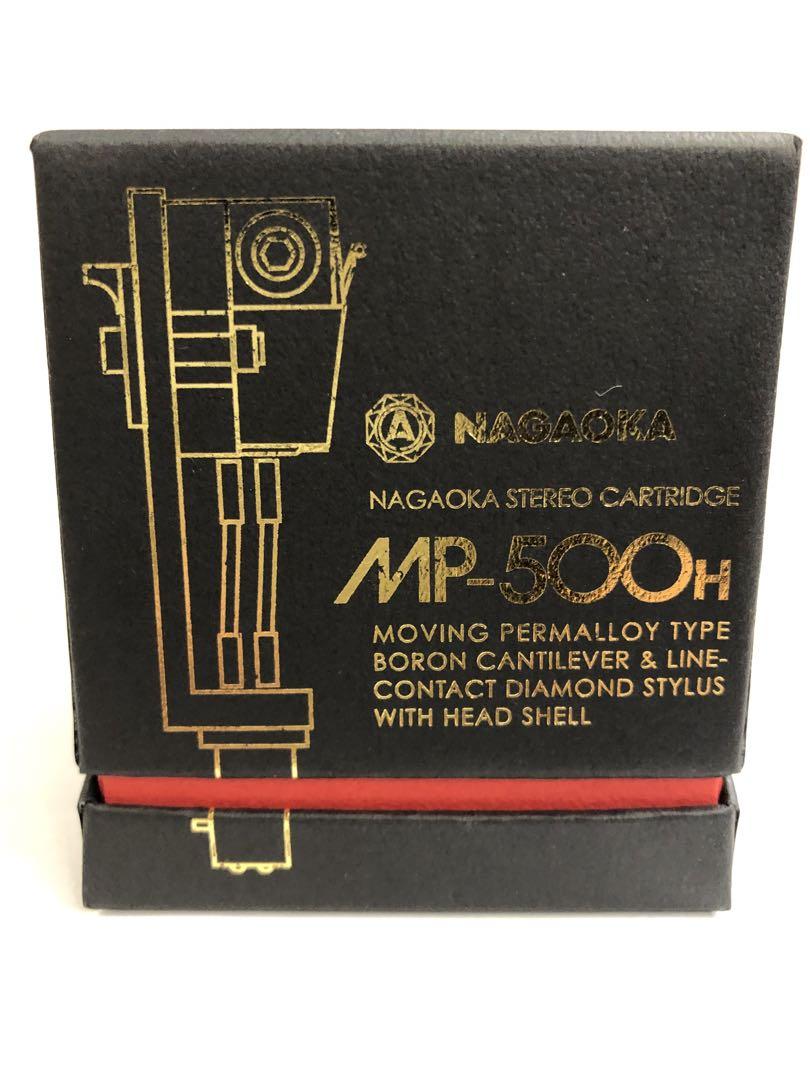 A NAGAOKA
NAGAOKA STEREO CARTRIDGE
MP-500H
MOVING PERMALLOY TYPE
BORON CANTILEVER & LINE-
CONTACT DIAMOND STYLUS
WITH HEAD SHELL